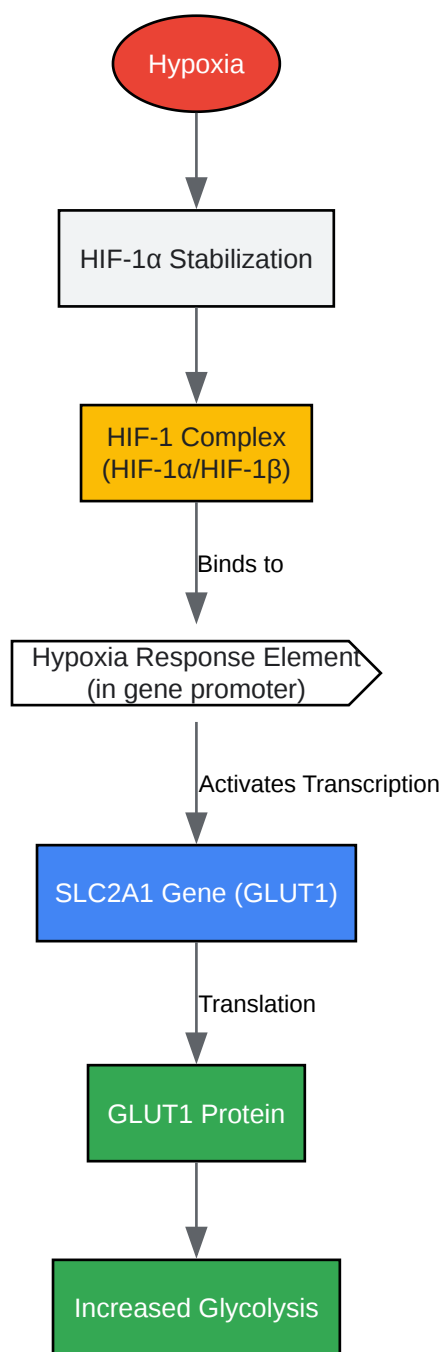 Hypoxia
HIF-1α Stabilization
HIF-1 Complex
(HIF-1α/HIF-1β)
Binds to
Hypoxia Response Element
(in gene promoter)
Activates Transcription
SLC2A1 Gene (GLUT1)
Translation
GLUT1 Protein
Increased Glycolysis